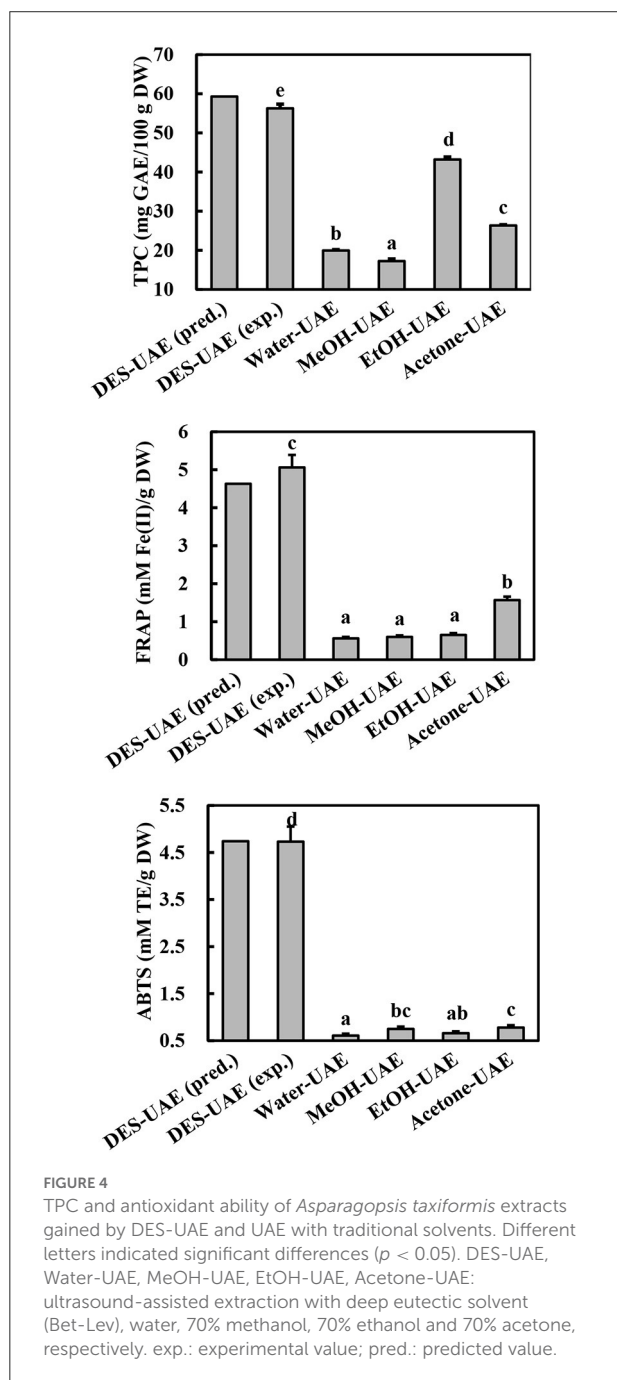 70
60
50
40
30
20
10
TPC (mg GAE/100 g DW)
e
b
a
d
c
DES-UAE (pred.)
DES-UAE (exp.)
Water-UAE
MeOH-UAE
EtOH-UAE
Acetone-UAE
6
5
4
3
2
1
0
FRAP (mM Fe(II)/g DW)
c
a
a
a
b
DES-UAE (pred.)
DES-UAE (exp.)
Water-UAE
MeOH-UAE
EtOH-UAE
Acetone-UAE
5.5
4.5
3.5
2.5
1.5
0.5
ABTS (mM TE/g DW)
d
a
bc
ab
c
DES-UAE (pred.)
DES-UAE (exp.)
Water-UAE
MeOH-UAE
EtOH-UAE
Acetone-UAE
FIGURE 4
TPC and antioxidant ability of Asparagopsis taxiformis extracts
gained by DES-UAE and UAE with traditional solvents. Different
letters indicated significant differences (p < 0.05). DES-UAE,
Water-UAE, MeOH-UAE, EtOH-UAE, Acetone-UAE:
ultrasound-assisted extraction with deep eutectic solvent
(Bet-Lev), water, 70% methanol, 70% ethanol and 70% acetone,
respectively. exp.: experimental value; pred.: predicted value.